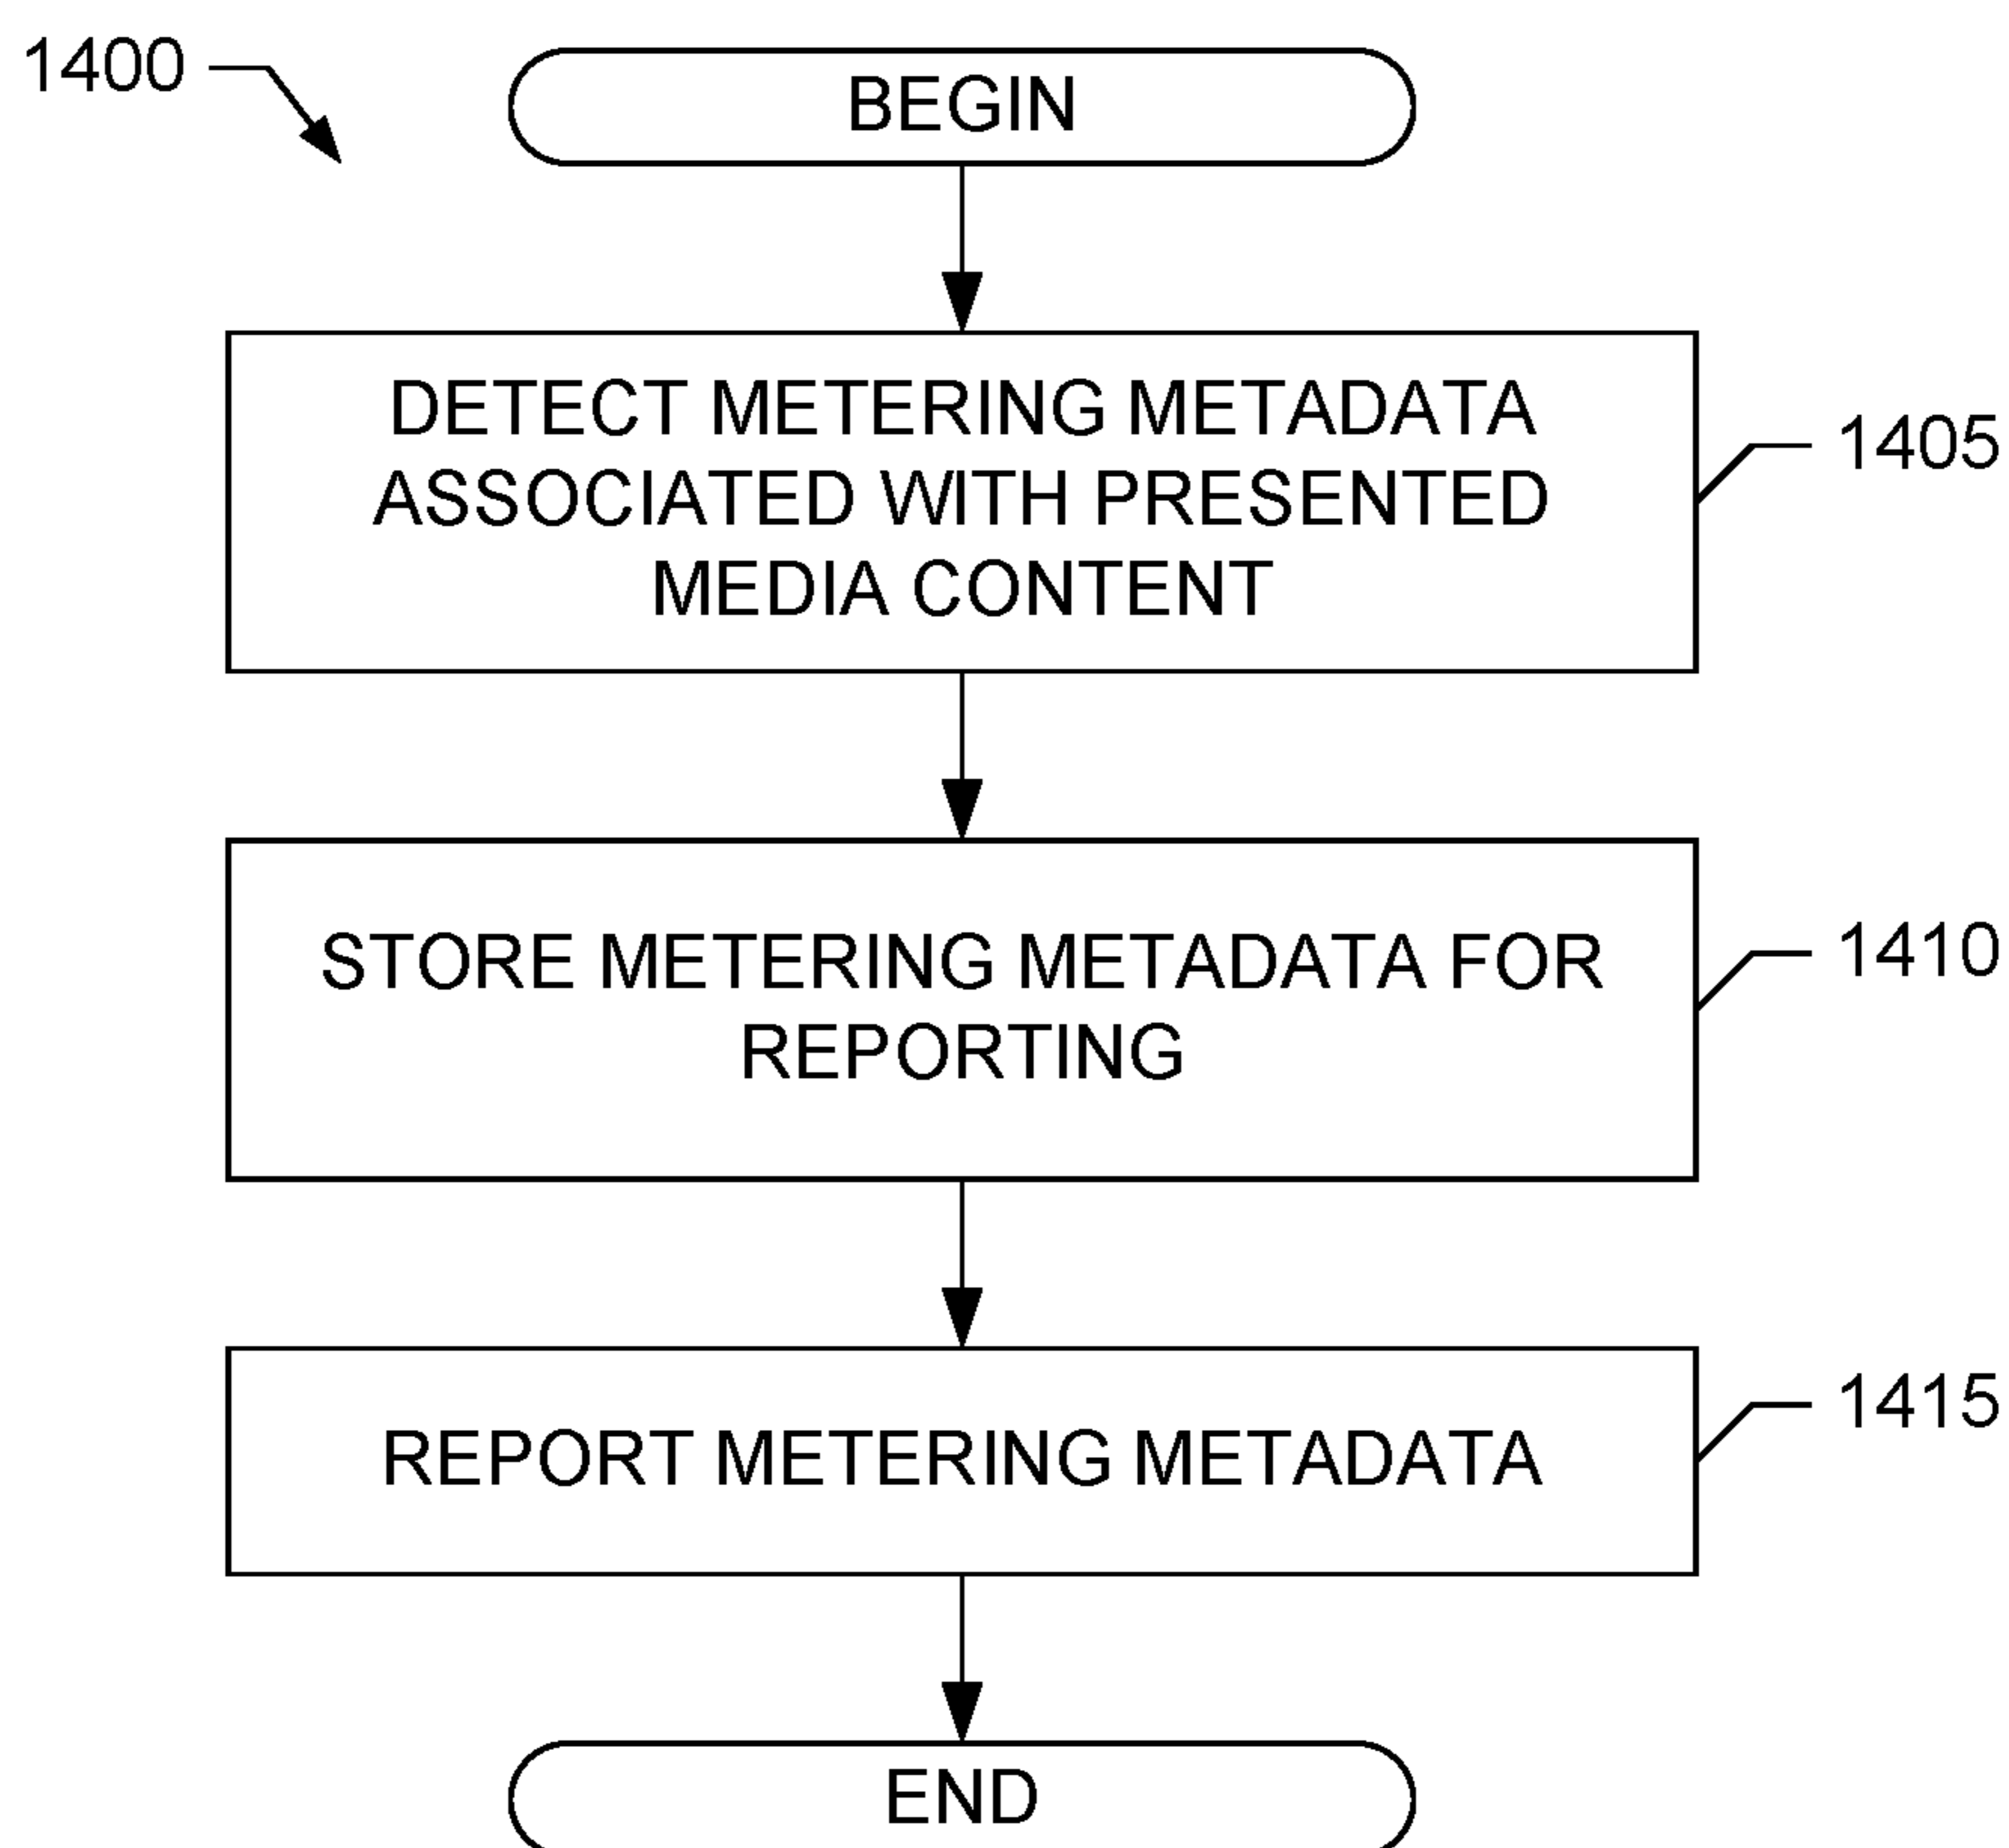 1400
BEGIN
DETECT METERING METADATA
ASSOCIATED WITH PRESENTED
MEDIA CONTENT
1405
STORE METERING METADATA FOR
REPORTING
1410
REPORT METERING METADATA
1415
END